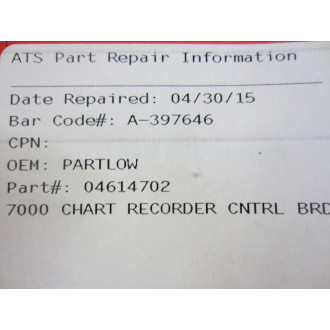 ATS Part Repair Information
Date Repaired: 04/30/15
Bar Code#: A-397646
CPN:
OEM: PARTLOW
Part#: 04614702
7000 CHART RECORDER CNTRL BRD